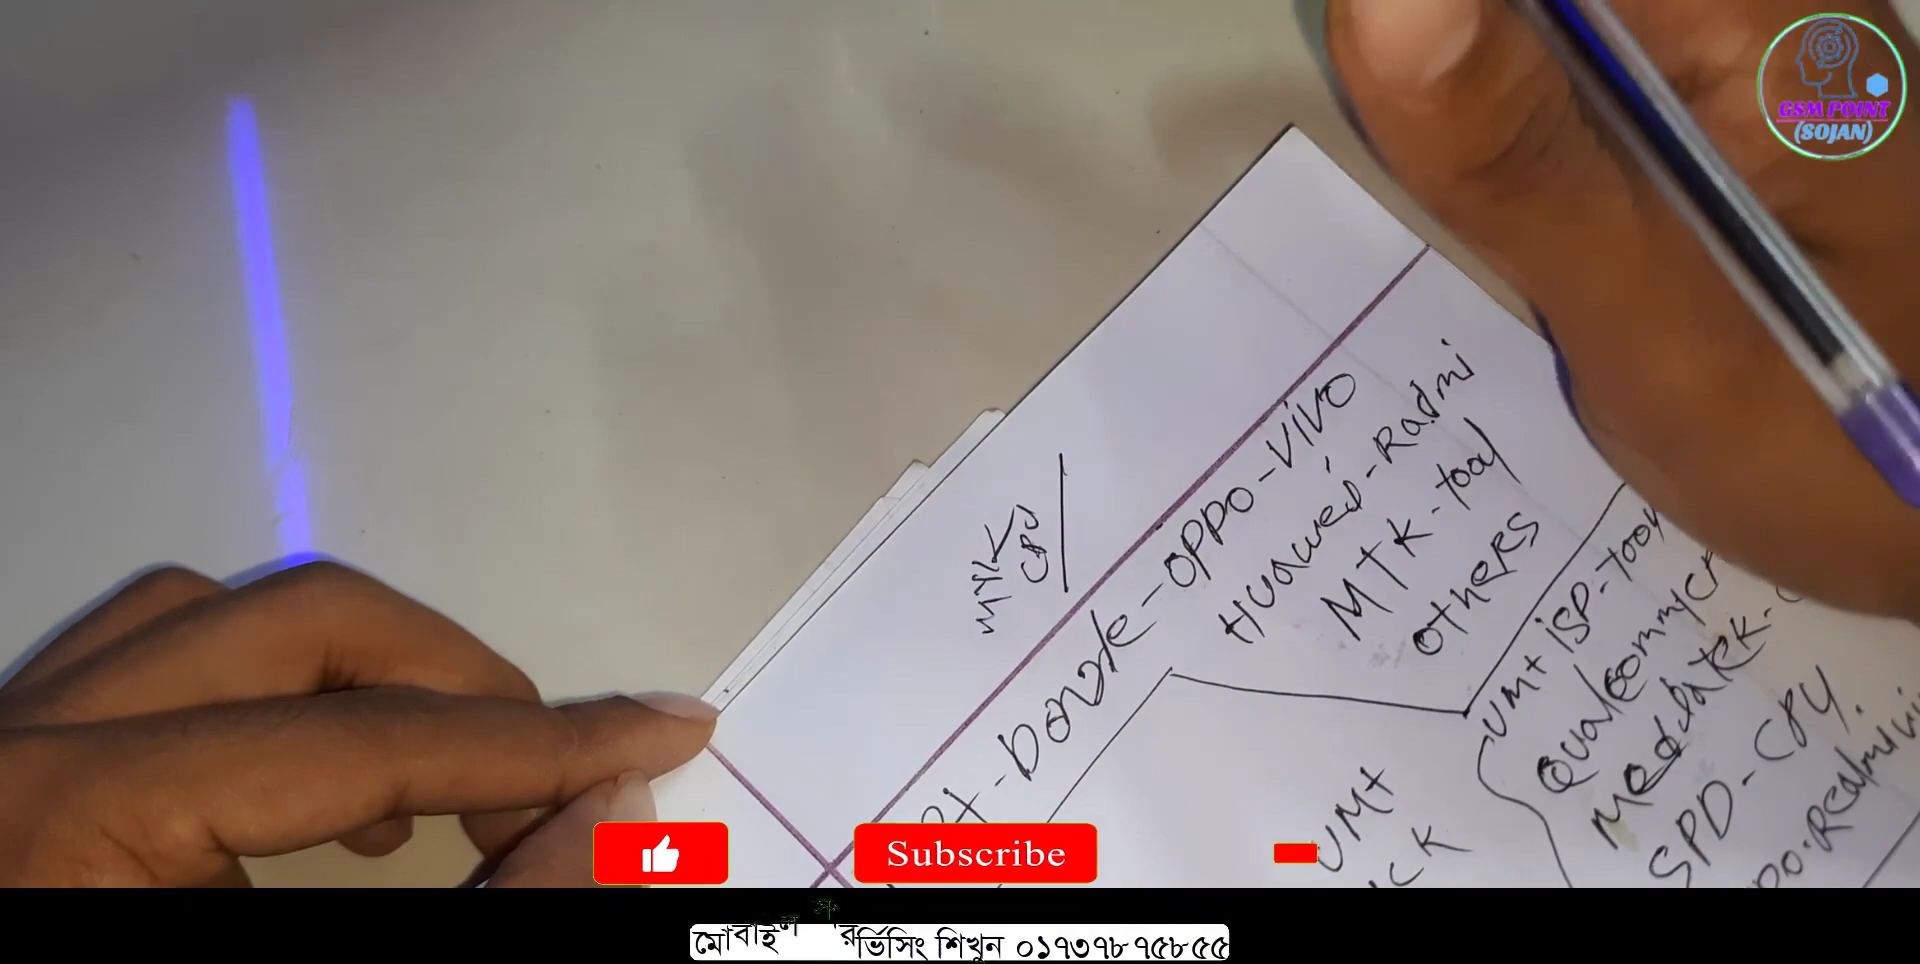 GSM POINT
(SOJAN)
MTK
CPU
Dongle-OPPO-VIVO
Huawei-Radmi
MTK-tool
Others
UMT ISP-tool
Qualcomm
Mediatek-
SPD-CPU.
UMT
Subscribe
মোবাইল সার্ভিসিং শিখুন ০১৭৩৭৮৭৫৮৫৫